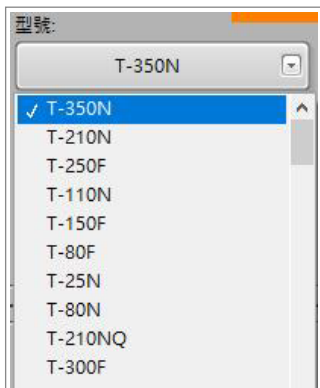 型號:
T-350N
✓ T-350N
T-210N
T-250F
T-110N
T-150F
T-80F
T-25N
T-80N
T-210NQ
T-300F